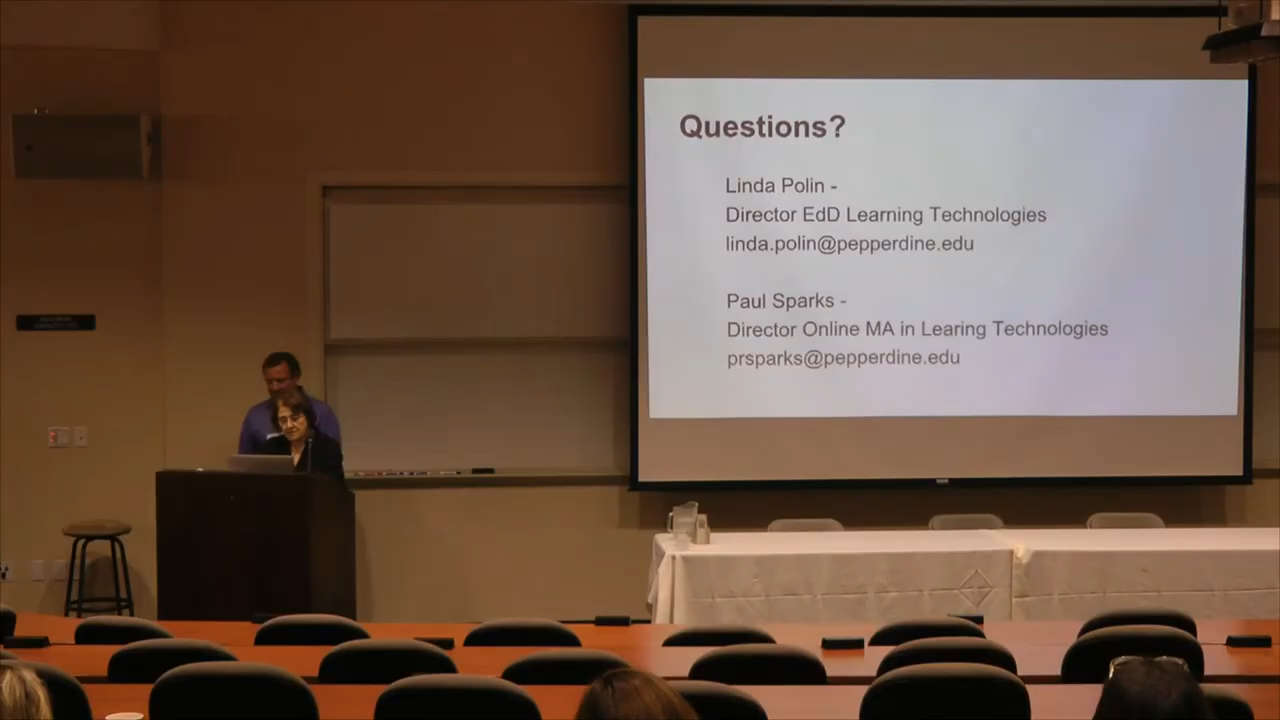 Questions?
Linda Polin -
Director EdD Learning Technologies
linda.polin@pepperdine.edu
Paul Sparks -
Director Online MA in Learing Technologies
prsparks@pepperdine.edu